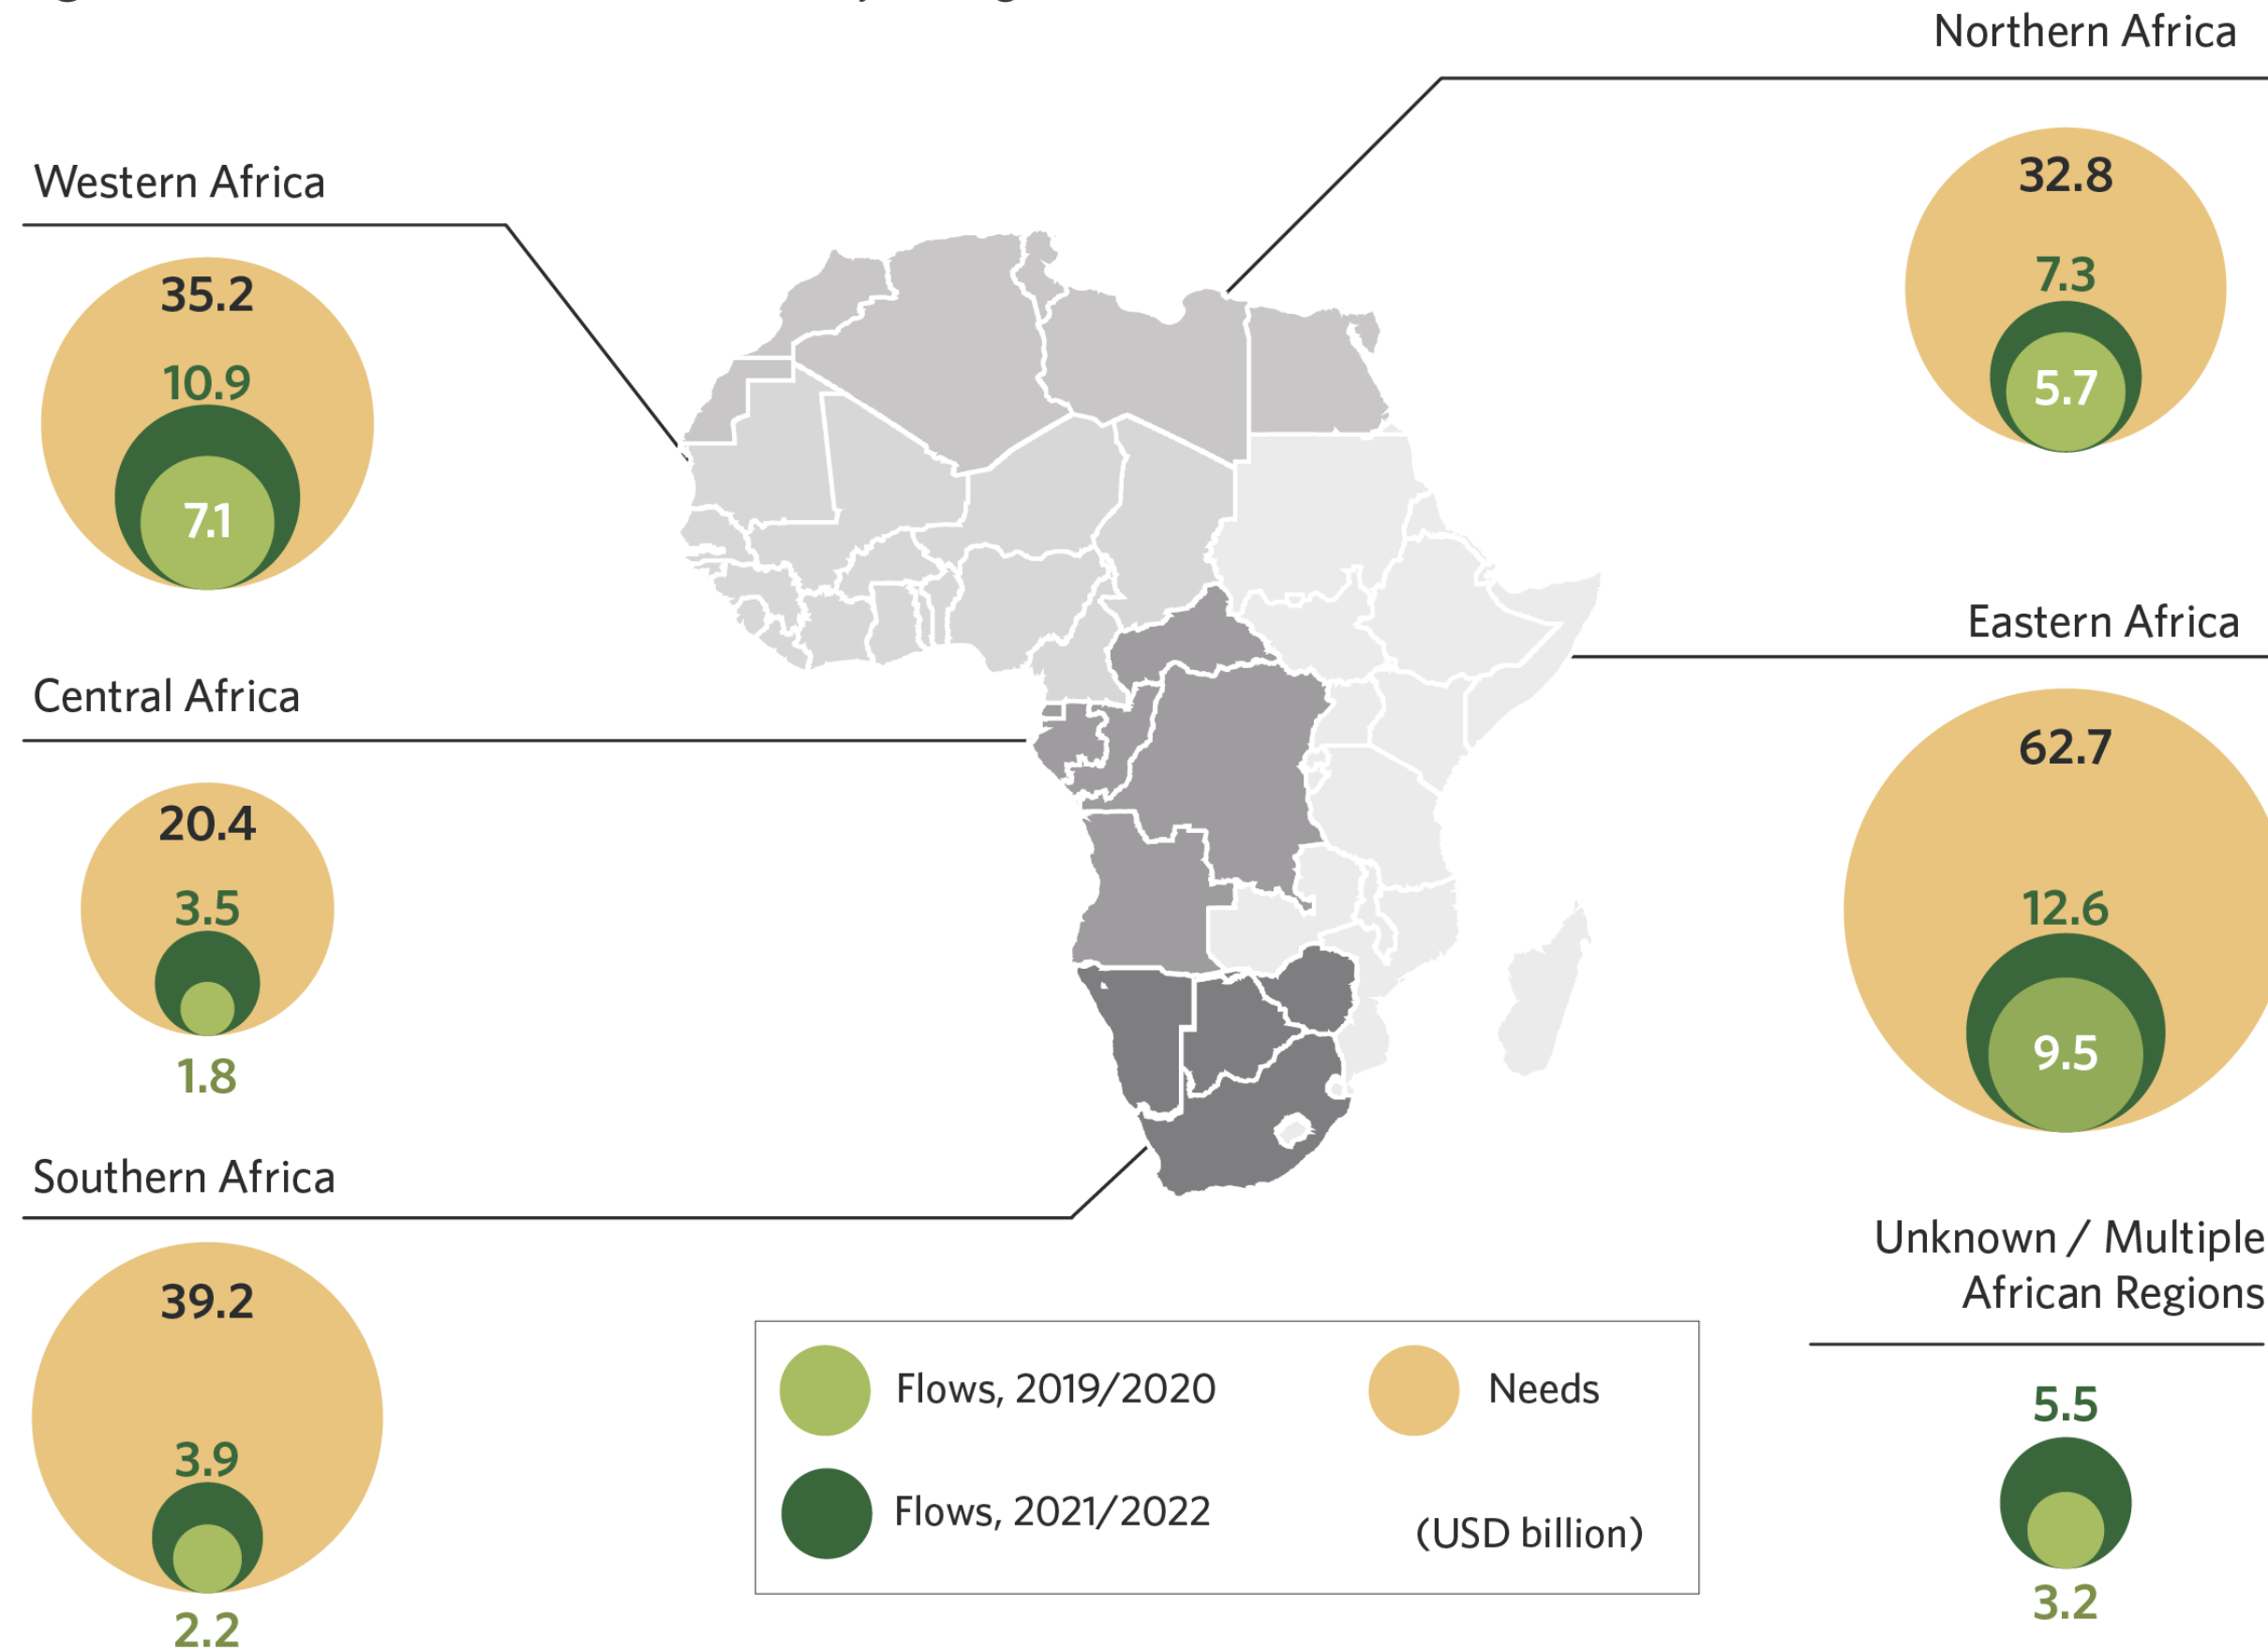 Northern Africa
32.8
7.3
5.7
Western Africa
35.2
10.9
7.1
Eastern Africa
62.7
12.6
9.5
Central Africa
20.4
3.5
1.8
Southern Africa
39.2
3.9
2.2
Unknown / Multiple
African Regions
5.5
3.2
Flows, 2019/2020
Needs
Flows, 2021/2022
(USD billion)